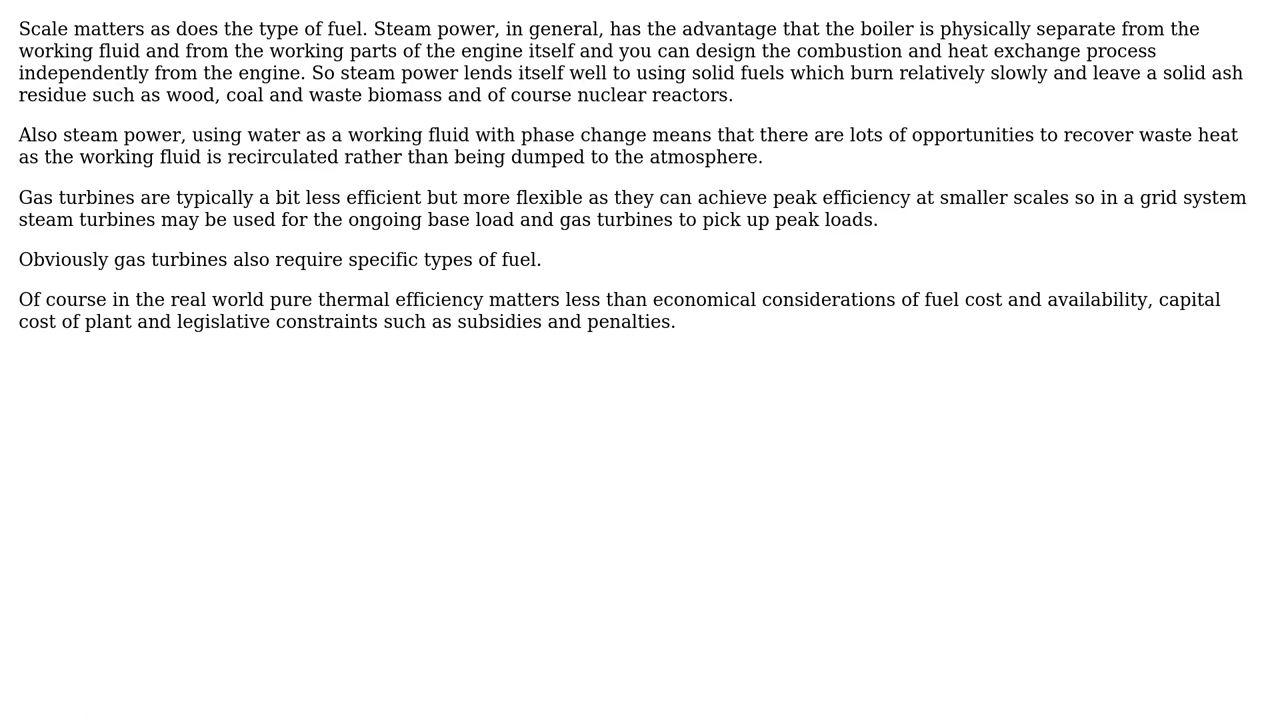 Scale matters as does the type of fuel. Steam power, in general, has the advantage that the boiler is physically separate from the
working fluid and from the working parts of the engine itself and you can design the combustion and heat exchange process
independently from the engine. So steam power lends itself well to using solid fuels which burn relatively slowly and leave a solid ash
residue such as wood, coal and waste biomass and of course nuclear reactors.
Also steam power, using water as a working fluid with phase change means that there are lots of opportunities to recover waste heat
as the working fluid is recirculated rather than being dumped to the atmosphere.
Gas turbines are typically a bit less efficient but more flexible as they can achieve peak efficiency at smaller scales so in a grid system
steam turbines may be used for the ongoing base load and gas turbines to pick up peak loads.
Obviously gas turbines also require specific types of fuel.
Of course in the real world pure thermal efficiency matters less than economical considerations of fuel cost and availability, capital
cost of plant and legislative constraints such as subsidies and penalties.